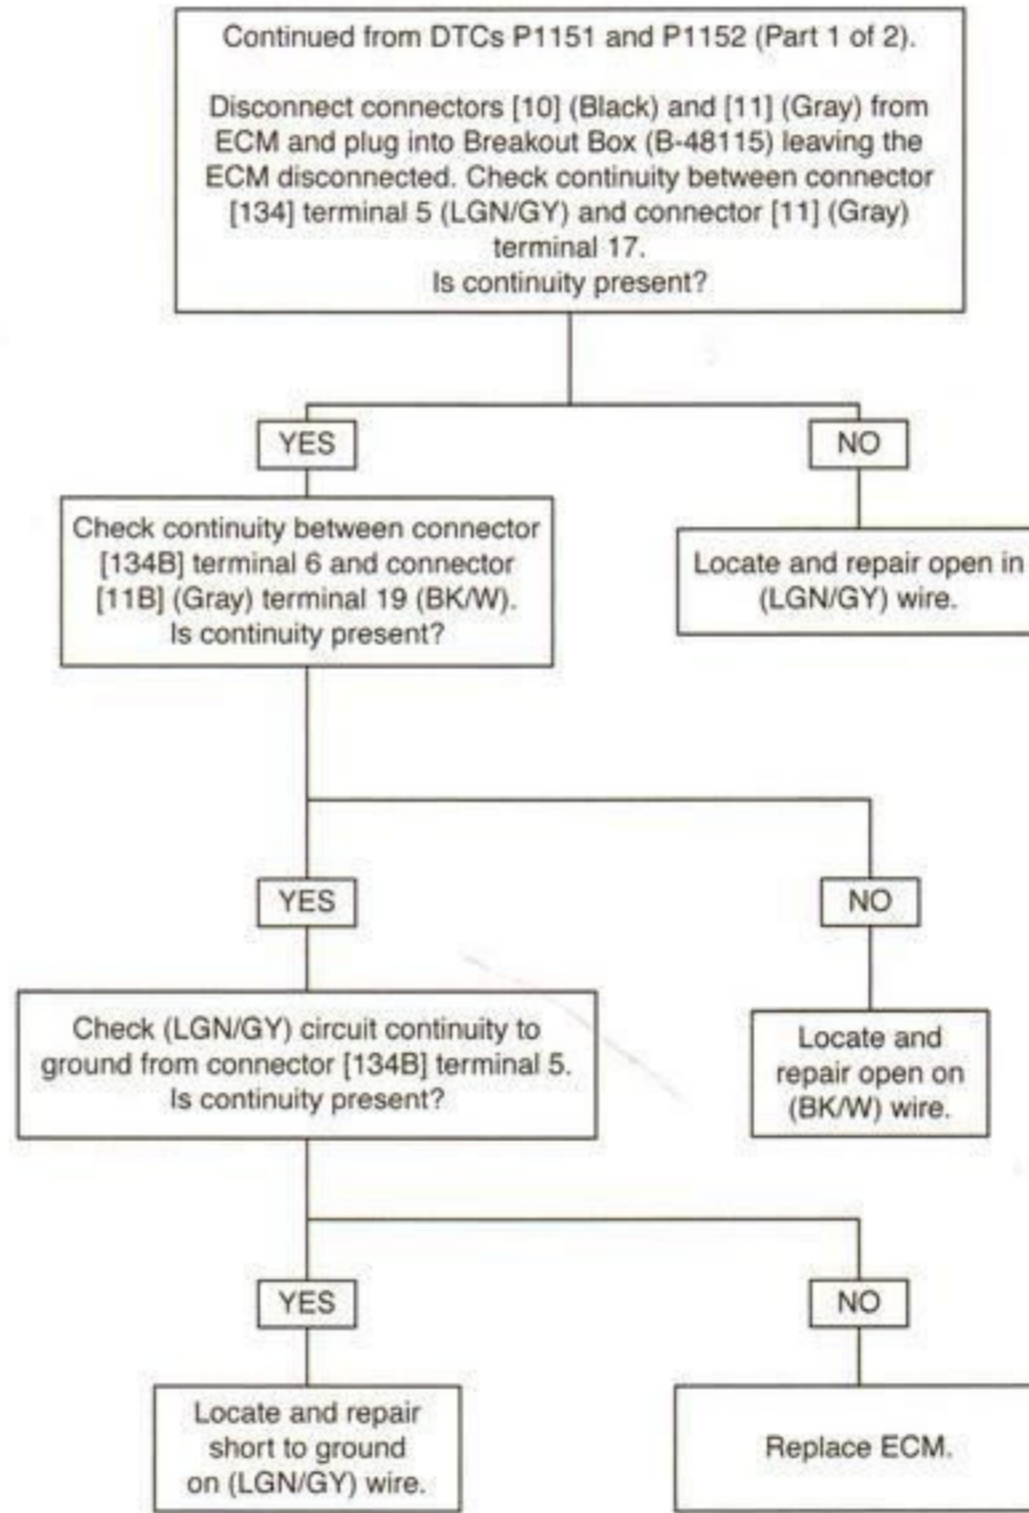 Continued from DTCs P1151 and P1152 (Part 1 of 2).
Disconnect connectors [10] (Black) and [11] (Gray) from
ECM and plug into Breakout Box (B-48115) leaving the
ECM disconnected. Check continuity between connector
[134] terminal 5 (LGN/GY) and connector [11] (Gray)
terminal 17.
Is continuity present?
YES
NO
Check continuity between connector
[134B] terminal 6 and connector
[11B] (Gray) terminal 19 (BK/W).
Is continuity present?
Locate and repair open in
(LGN/GY) wire.
YES
NO
Check (LGN/GY) circuit continuity to
ground from connector [134B] terminal 5.
Is continuity present?
Locate and
repair open on
(BK/W) wire.
YES
NO
Locate and repair
short to ground
on (LGN/GY) wire.
Replace ECM.